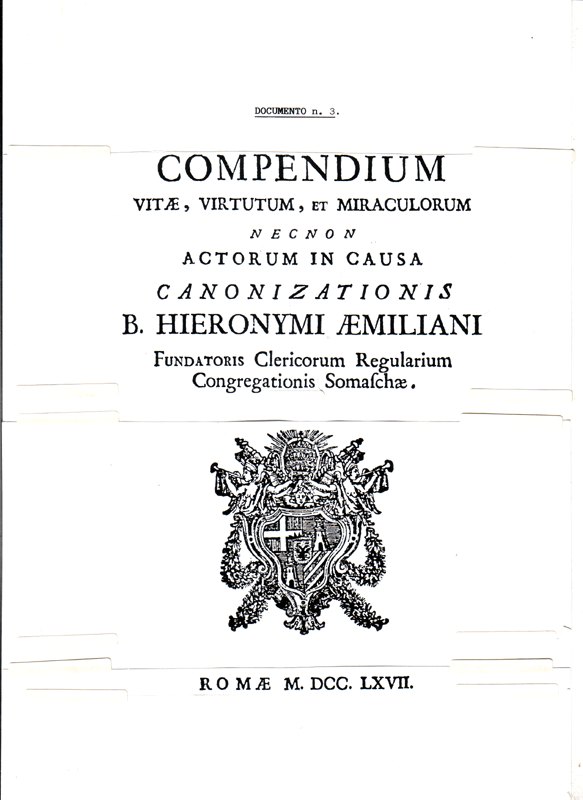 DOCUMENTO n. 3.
COMPENDIUM
VITÆ, VIRTUTUM, ET MIRACULORUM
NECNON
ACTORUM IN CAUSA
CANONIZATIONIS
B. HIERONYMI ÆMILIANI
FUNDATORIS Clericorum Regularium
Congregationis Somaſchæ.
ROMÆ M. DCC. LXVII.